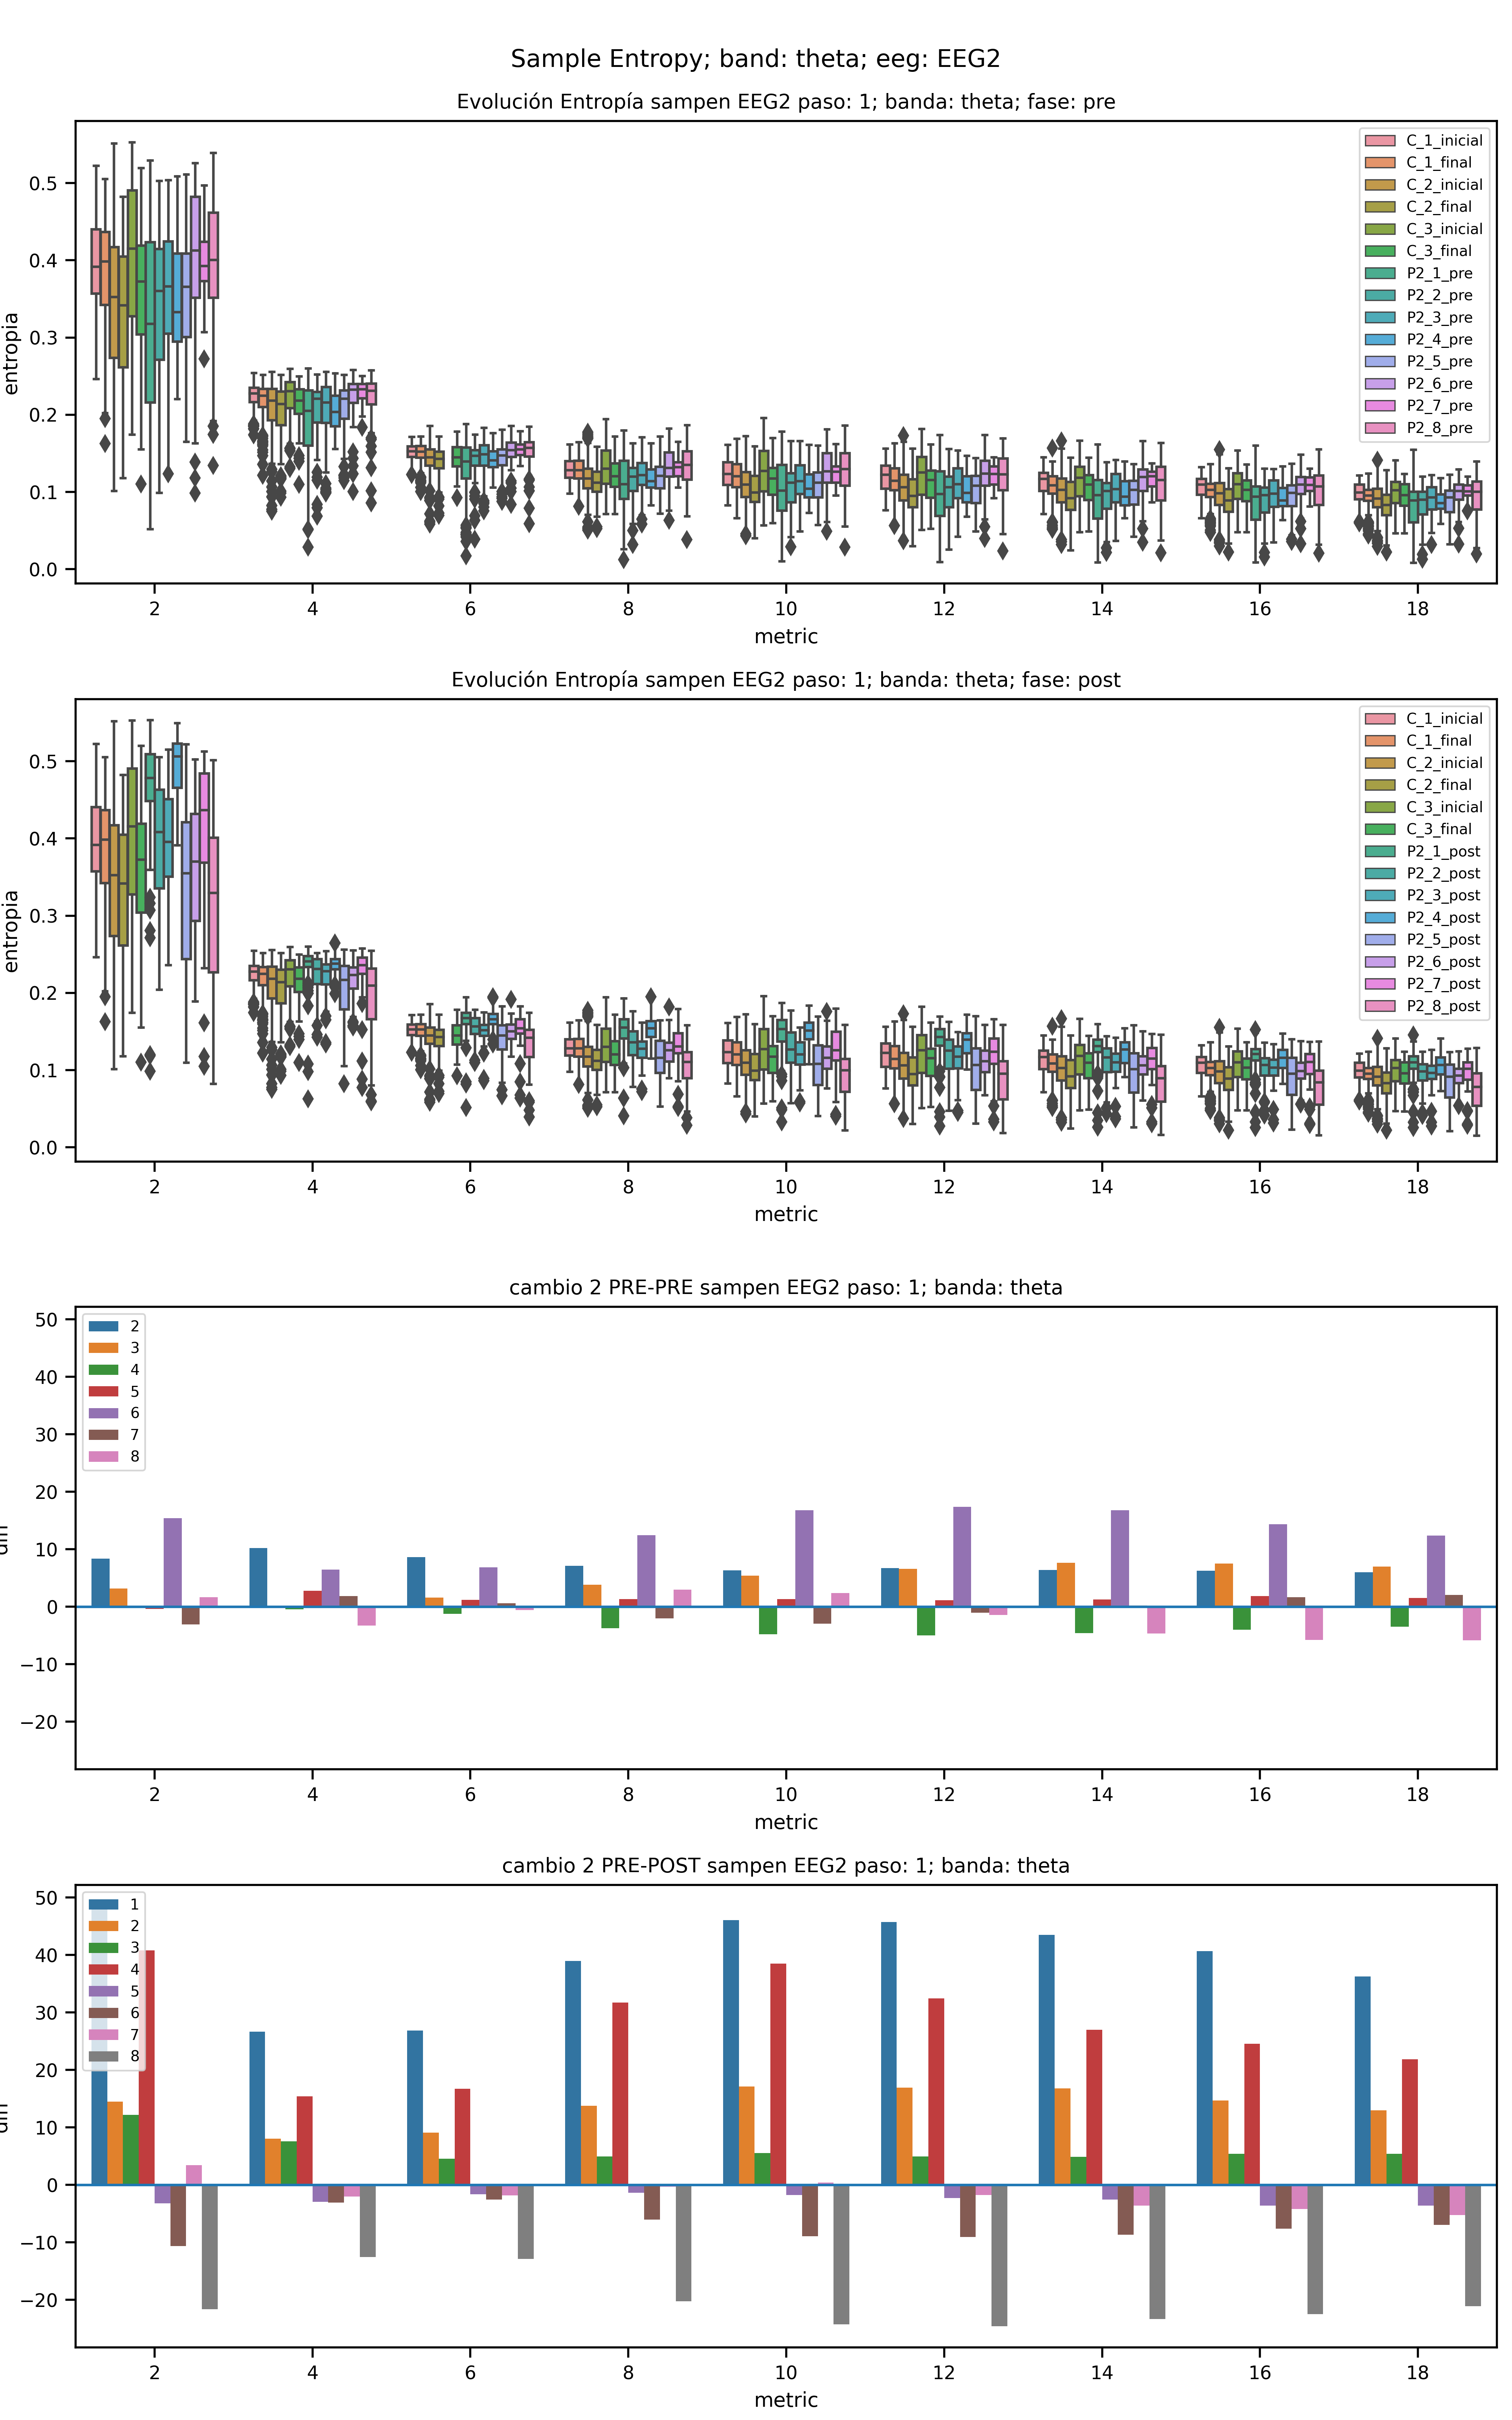 Sample Entropy; band: theta; eeg: EEG2
Evolución Entropía sampen EEG2 paso: 1; banda: theta; fase: pre
entropia
0.5
0.4
0.3
0.2
0.1
0.0
C_1_inicial
C_1_final
C_2_inicial
C_2_final
C_3_inicial
C_3_final
P2_1_pre
P2_2_pre
P2_3_pre
P2_4_pre
P2_5_pre
P2_6_pre
P2_7_pre
P2_8_pre
2 4 6 8 10 12 14 16 18
metric
Evolución Entropía sampen EEG2 paso: 1; banda: theta; fase: post
entropia
0.5
0.4
0.3
0.2
0.1
0.0
C_1_inicial
C_1_final
C_2_inicial
C_2_final
C_3_inicial
C_3_final
P2_1_post
P2_2_post
P2_3_post
P2_4_post
P2_5_post
P2_6_post
P2_7_post
P2_8_post
2 4 6 8 10 12 14 16 18
metric
cambio 2 PRE-PRE sampen EEG2 paso: 1; banda: theta
50
40
30
20
10
0
−10
−20
2
3
4
5
6
7
8
2 4 6 8 10 12 14 16 18
metric
cambio 2 PRE-POST sampen EEG2 paso: 1; banda: theta
50
40
30
20
10
0
−10
−20
1
2
3
4
5
6
7
8
2 4 6 8 10 12 14 16 18
metric